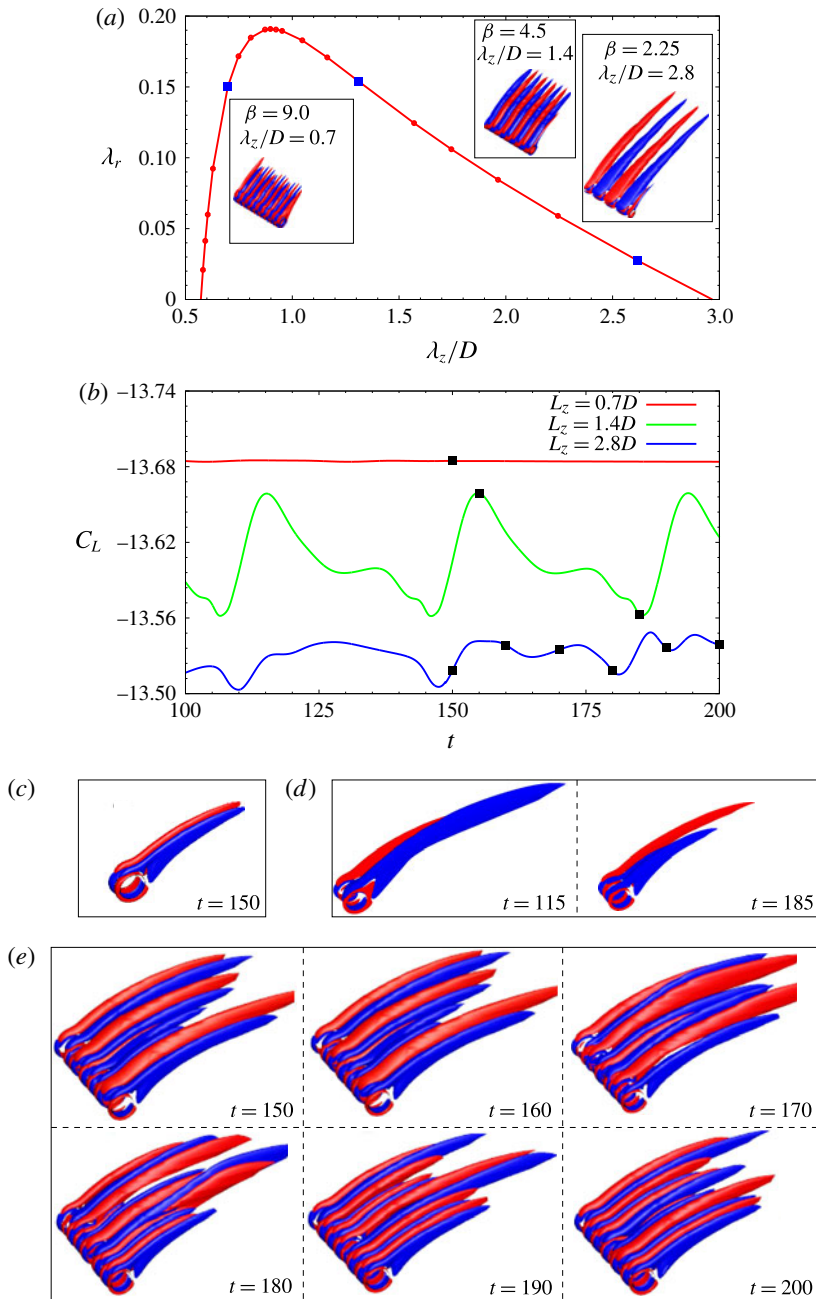 (a)
0.20
0.15
0.10
0.05
0
λr
β = 9.0
λz/D = 0.7
β = 4.5
λz/D = 1.4
β = 2.25
λz/D = 2.8
0.5 1.0 1.5 2.0 2.5 3.0
λz/D
(b)
−13.74
−13.68
−13.62
−13.56
−13.50
CL
Lz = 0.7D
Lz = 1.4D
Lz = 2.8D
100 125 150 175 200
t
(c)
t = 150
(d)
t = 115
t = 185
(e)
t = 150
t = 160
t = 170
t = 180
t = 190
t = 200